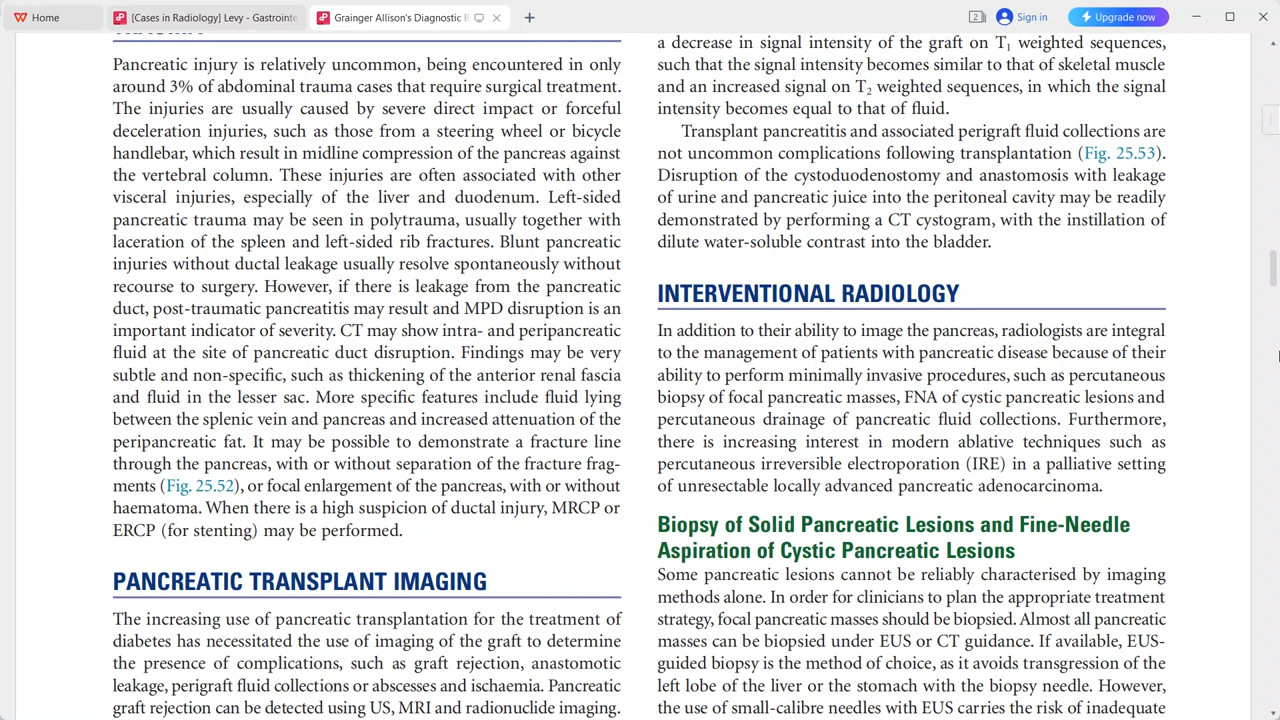 Home
[Cases in Radiology] Levy - Gastrointe
Grainger Allison's Diagnostic R
2
Sign in
Upgrade now
Pancreatic injury is relatively uncommon, being encountered in only
around 3% of abdominal trauma cases that require surgical treatment.
The injuries are usually caused by severe direct impact or forceful
deceleration injuries, such as those from a steering wheel or bicycle
handlebar, which result in midline compression of the pancreas against
the vertebral column. These injuries are often associated with other
visceral injuries, especially of the liver and duodenum. Left-sided
pancreatic trauma may be seen in polytrauma, usually together with
laceration of the spleen and left-sided rib fractures. Blunt pancreatic
injuries without ductal leakage usually resolve spontaneously without
recourse to surgery. However, if there is leakage from the pancreatic
duct, post-traumatic pancreatitis may result and MPD disruption is an
important indicator of severity. CT may show intra- and peripancreatic
fluid at the site of pancreatic duct disruption. Findings may be very
subtle and non-specific, such as thickening of the anterior renal fascia
and fluid in the lesser sac. More specific features include fluid lying
between the splenic vein and pancreas and increased attenuation of the
peripancreatic fat. It may be possible to demonstrate a fracture line
through the pancreas, with or without separation of the fracture frag-
ments (Fig. 25.52), or focal enlargement of the pancreas, with or without
haematoma. When there is a high suspicion of ductal injury, MRCP or
ERCP (for stenting) may be performed.
PANCREATIC TRANSPLANT IMAGING
The increasing use of pancreatic transplantation for the treatment of
diabetes has necessitated the use of imaging of the graft to determine
the presence of complications, such as graft rejection, anastomotic
leakage, perigraft fluid collections or abscesses and ischaemia. Pancreatic
graft rejection can be detected using US, MRI and radionuclide imaging.
a decrease in signal intensity of the graft on T1 weighted sequences,
such that the signal intensity becomes similar to that of skeletal muscle
and an increased signal on T2 weighted sequences, in which the signal
intensity becomes equal to that of fluid.
Transplant pancreatitis and associated perigraft fluid collections are
not uncommon complications following transplantation (Fig. 25.53).
Disruption of the cystoduodenostomy and anastomosis with leakage
of urine and pancreatic juice into the peritoneal cavity may be readily
demonstrated by performing a CT cystogram, with the instillation of
dilute water-soluble contrast into the bladder.
INTERVENTIONAL RADIOLOGY
In addition to their ability to image the pancreas, radiologists are integral
to the management of patients with pancreatic disease because of their
ability to perform minimally invasive procedures, such as percutaneous
biopsy of focal pancreatic masses, FNA of cystic pancreatic lesions and
percutaneous drainage of pancreatic fluid collections. Furthermore,
there is increasing interest in modern ablative techniques such as
percutaneous irreversible electroporation (IRE) in a palliative setting
of unresectable locally advanced pancreatic adenocarcinoma.
Biopsy of Solid Pancreatic Lesions and Fine-Needle
Aspiration of Cystic Pancreatic Lesions
Some pancreatic lesions cannot be reliably characterised by imaging
methods alone. In order for clinicians to plan the appropriate treatment
strategy, focal pancreatic masses should be biopsied. Almost all pancreatic
masses can be biopsied under EUS or CT guidance. If available, EUS-
guided biopsy is the method of choice, as it avoids transgression of the
left lobe of the liver or the stomach with the biopsy needle. However,
the use of small-calibre needles with EUS carries the risk of inadequate